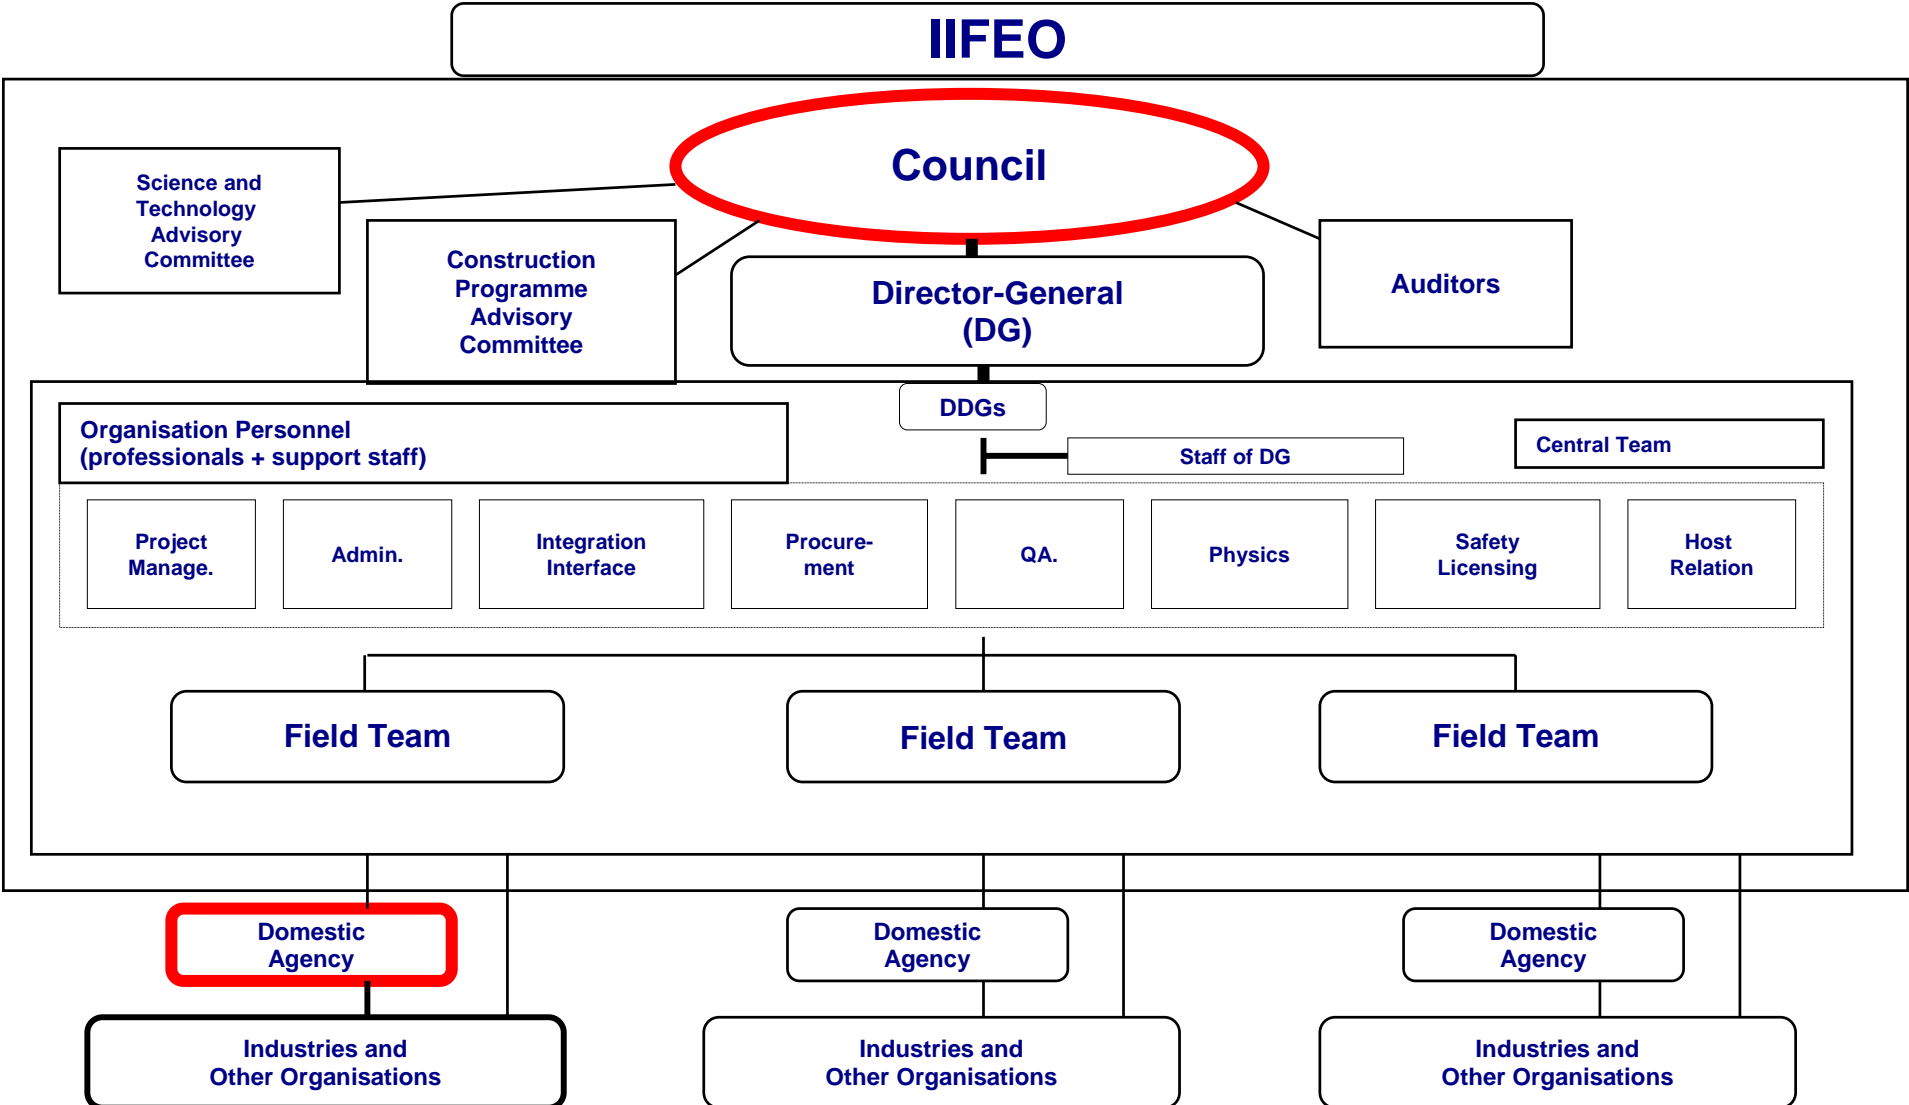 IIFEO
Council
Science and
Technology
Advisory
Committee
Construction
Programme
Advisory
Committee
Director-General
(DG)
Auditors
DDGs
Organisation Personnel
(professionals + support staff)
Staff of DG
Central Team
Project
Manage.
Admin.
Integration
Interface
Procure-
ment
QA.
Physics
Safety
Licensing
Host
Relation
Field Team
Field Team
Field Team
Domestic
Agency
Domestic
Agency
Domestic
Agency
Industries and
Other Organisations
Industries and
Other Organisations
Industries and
Other Organisations